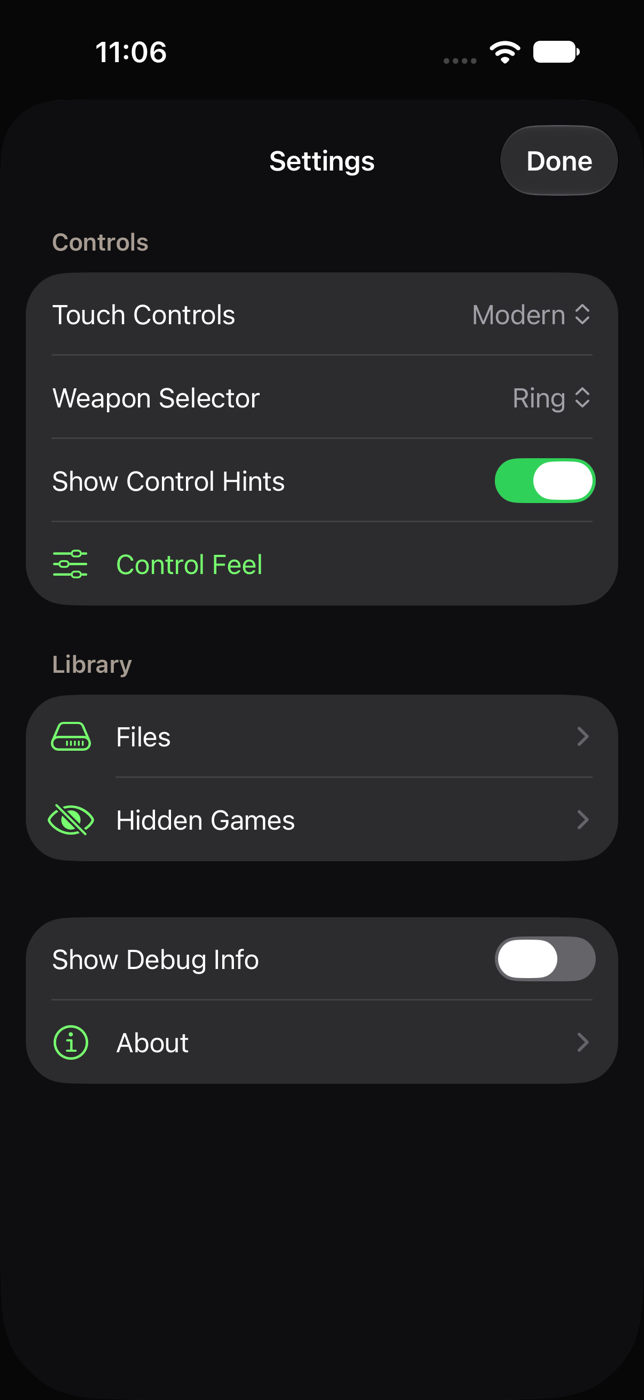 11:06
Settings
Done
Controls
Touch Controls
Modern
Weapon Selector
Ring
Show Control Hints
Control Feel
Library
Files
Hidden Games
Show Debug Info
About